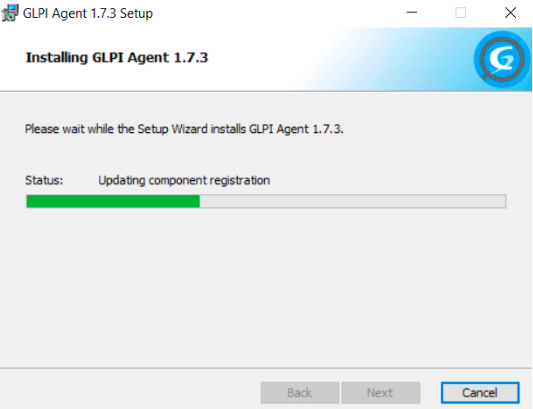 GLPI Agent 1.7.3 Setup
Installing GLPI Agent 1.7.3
Please wait while the Setup Wizard installs GLPI Agent 1.7.3.
Status: Updating component registration
Back Next Cancel